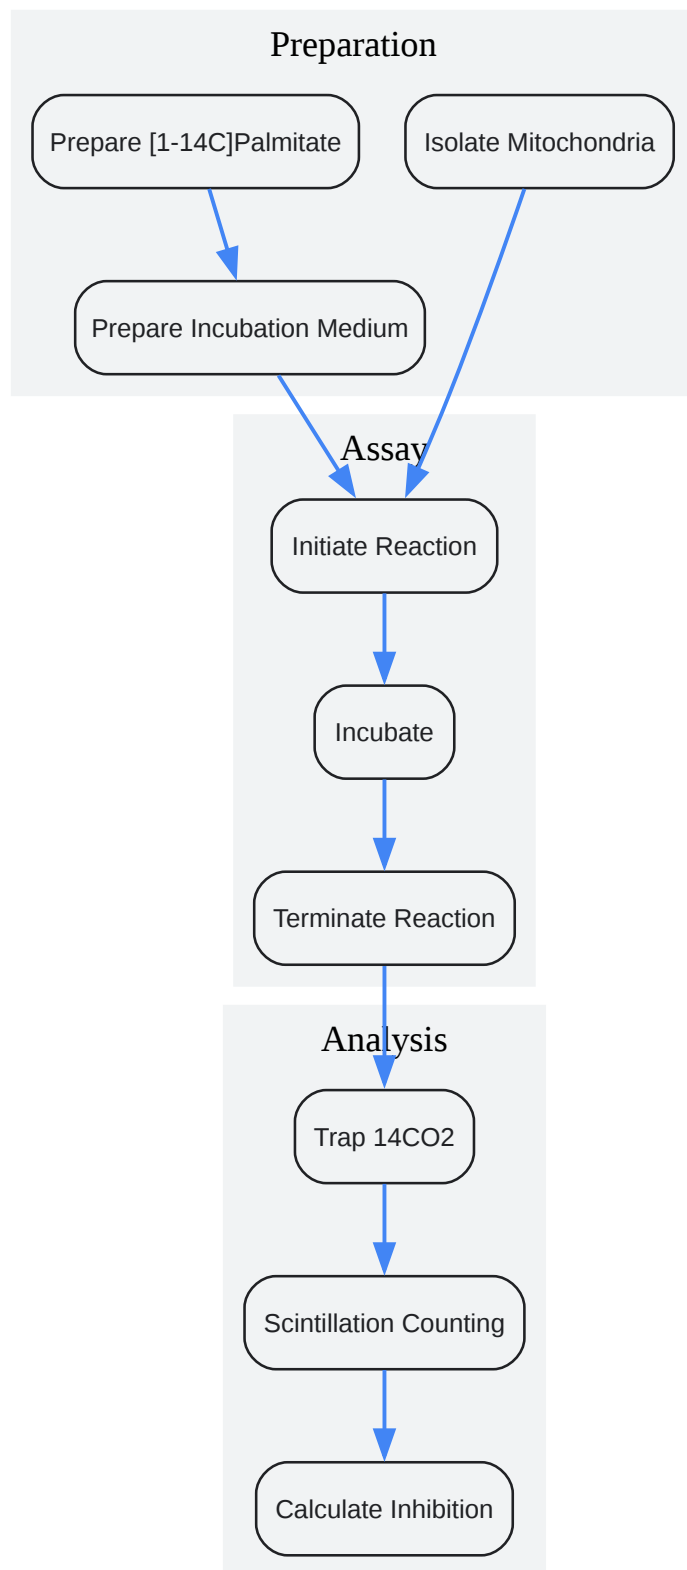 Preparation
Prepare [1-14C]Palmitate
Isolate Mitochondria
Prepare Incubation Medium
Assay
Initiate Reaction
Incubate
Terminate Reaction
Analysis
Trap 14CO2
Scintillation Counting
Calculate Inhibition